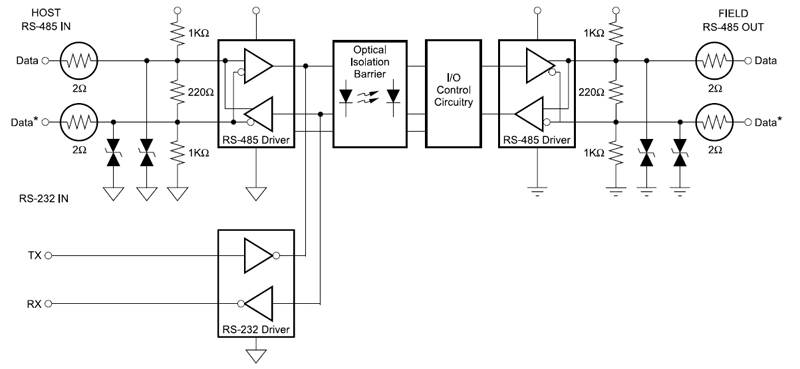 HOST
RS-485 IN
FIELD
RS-485 OUT
1KΩ
1KΩ
Optical
Isolation
Barrier
Data
Data
2Ω
220Ω
I/O
Control
Circuitry
220Ω
2Ω
Data*
Data*
2Ω
RS-485 Driver
RS-485 Driver
2Ω
1KΩ
1KΩ
RS-232 IN
TX
RX
RS-232 Driver